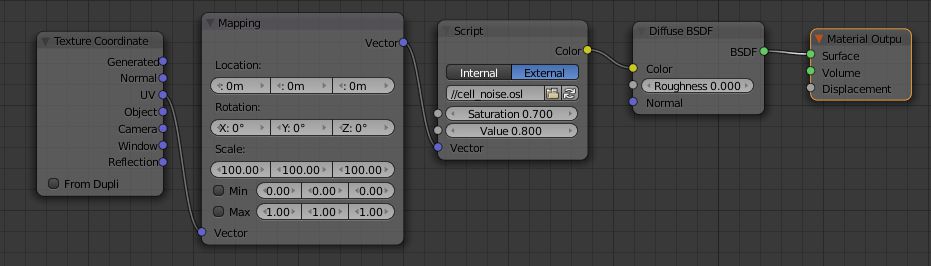 Texture Coordinate
Generated
Normal
UV
Object
Camera
Window
Reflection
From Dupli
Mapping
Vector
Location:
: 0m : 0m : 0m
Rotation:
X: 0° Y: 0° Z: 0°
Scale:
100.00 100.00 100.00
Min 0.00 0.00 0.00
Max 1.00 1.00 1.00
Vector
Script
Color
Internal External
//cell_noise.osl
Saturation 0.700
Value 0.800
Vector
Diffuse BSDF
BSDF
Color
Roughness 0.000
Normal
Material Outpu
Surface
Volume
Displacement